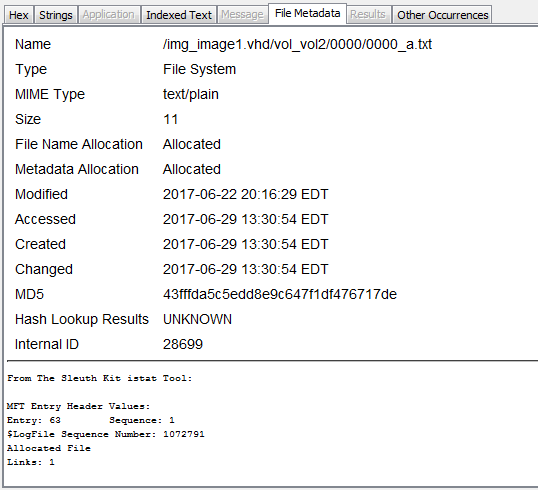 Hex Strings Application Indexed Text Message File Metadata Results Other Occurrences
Name /img_image1.vhd/vol_vol2/0000/0000_a.txt
Type File System
MIME Type text/plain
Size 11
File Name Allocation Allocated
Metadata Allocation Allocated
Modified 2017-06-22 20:16:29 EDT
Accessed 2017-06-29 13:30:54 EDT
Created 2017-06-29 13:30:54 EDT
Changed 2017-06-29 13:30:54 EDT
MD5 43fffda5c5edd8e9c647f1df476717de
Hash Lookup Results UNKNOWN
Internal ID 28699
From The Sleuth Kit istat Tool:
MFT Entry Header Values:
Entry: 63 Sequence: 1
$LogFile Sequence Number: 1072791
Allocated File
Links: 1